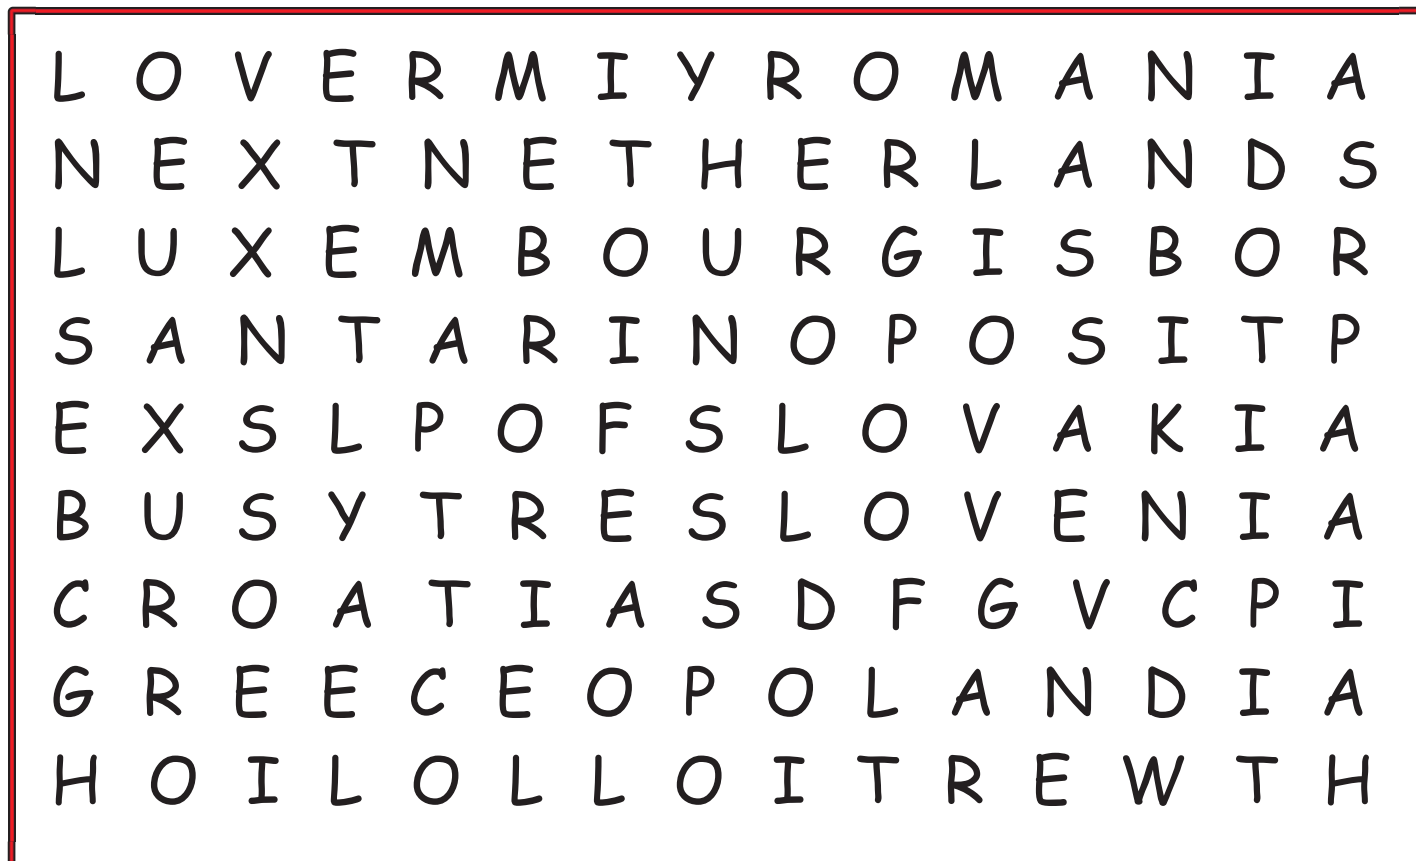 L O V E R M I Y R O M A N I A
N E X T N E T H E R L A N D S
L U X E M B O U R G I S B O R
S A N T A R I N O P O S I T P
E X S L P O F S L O V A K I A
B U S Y T R E S L O V E N I A
C R O A T I A S D F G V C P I
G R E E C E O P O L A N D I A
H O I L O L L O I T R E W T H